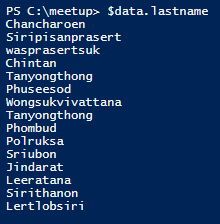 PS C:\meetup> $data.lastname
Chancharoen
Siripisanprasert
wasprasertsuk
Chintan
Tanyongthong
Phuseesod
Wongsukvivattana
Tanyongthong
Phombud
Polruksa
Sriubon
Jindarat
Leeratana
Sirithanon
Lertlobsiri